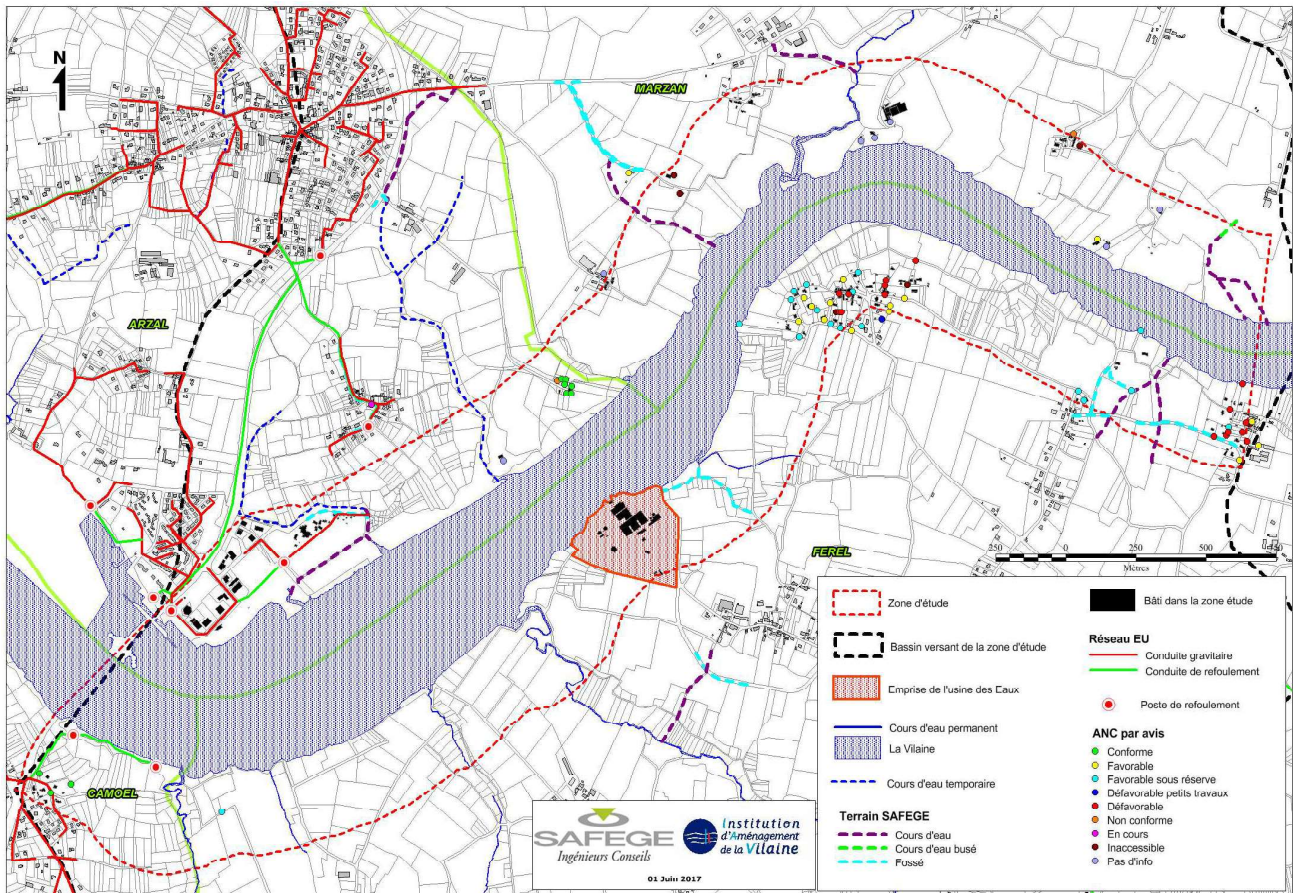 N
MARZAN
ARZAL
FEREL
CAMOEL
250 0 250 500 750
Mètres
Zone d'étude
Bassin versant de la zone d'étude
Emprise de l'usine des Eaux
Cours d'eau permanent
La Vilaine
Cours d'eau temporaire
Terrain SAFEGE
Cours d'eau
Cours d'eau busé
Fossé
Bâti dans la zone étude
Réseau EU
Conduite gravitaire
Conduite de refoulement
Poste de refoulement
ANC par avis
Conforme
Favorable
Favorable sous réserve
Défavorable petits travaux
Défavorable
Non conforme
En cours
Inaccessible
Pas d'info
SAFEGE
Ingénieurs Conseils
Institution
d'Aménagement
de la Vilaine
01 Juin 2017